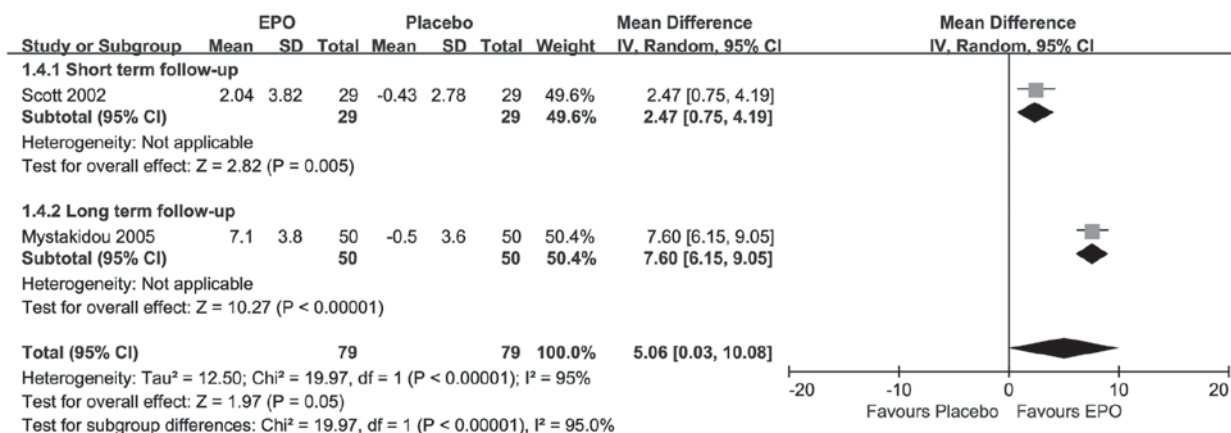 EPO Placebo Mean Difference Mean Difference
Study or Subgroup Mean SD Total Mean SD Total Weight IV, Random, 95% CI IV, Random, 95% CI
1.4.1 Short term follow-up
Scott 2002 2.04 3.82 29 -0.43 2.78 29 49.6% 2.47 [0.75, 4.19]
Subtotal (95% CI) 29 29 49.6% 2.47 [0.75, 4.19]
Heterogeneity: Not applicable
Test for overall effect: Z = 2.82 (P = 0.005)
1.4.2 Long term follow-up
Mystakidou 2005 7.1 3.8 50 -0.5 3.6 50 50.4% 7.60 [6.15, 9.05]
Subtotal (95% CI) 50 50 50.4% 7.60 [6.15, 9.05]
Heterogeneity: Not applicable
Test for overall effect: Z = 10.27 (P < 0.00001)
Total (95% CI) 79 79 100.0% 5.06 [0.03, 10.08]
Heterogeneity: Tau² = 12.50; Chi² = 19.97, df = 1 (P < 0.00001); I² = 95%
Test for overall effect: Z = 1.97 (P = 0.05)
Test for subgroup differences: Chi² = 19.97, df = 1 (P < 0.00001), I² = 95.0%
-20 -10 0 10 20
Favours Placebo Favours EPO